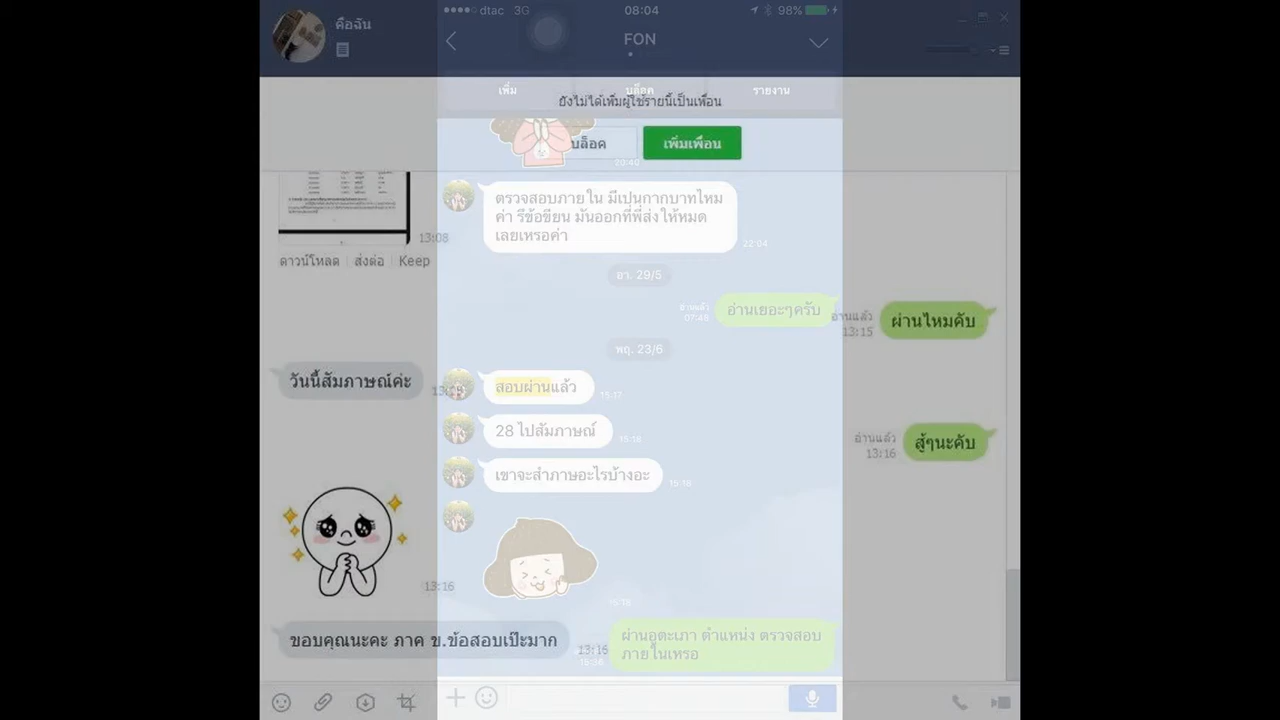 คือฉัน
dtac 3G 08:04 98%
FON
เพิ่ม บล็อค รายงาน
ยังไม่ได้เพิ่มผู้ใช้รายนี้เป็นเพื่อน
บล็อค เพิ่มเพื่อน
20:40
ตรวจสอบภายใน มีเปนกากบาทไหม
ค่า รึข้อขียน มันออกที่พี่ส่งให้หมด
เลยเหรอค่า
22:04
13:08
ดาวน์โหลด ส่งต่อ Keep
อา. 29/5
อ่านแล้ว
07:46
อ่านเยอะๆครับ
อ่านแล้ว
13:15
ผ่านไหมคับ
พฤ. 23/6
วันนี้สัมภาษณ์ค่ะ
สอบผ่านแล้ว
15:17
28 ไปสัมภาษณ์
15:18
อ่านแล้ว
13:16
สู้ๆนะคับ
เขาจะสำภาษอะไรบ้างอะ
15:18
13:16
15:18
ขอบคุณนะคะ ภาค ข.ข้อสอบเป๊ะมาก
13:16
ผ่านอูตะเภา ตำแหน่ง ตรวจสอบ
ภายในเหรอ